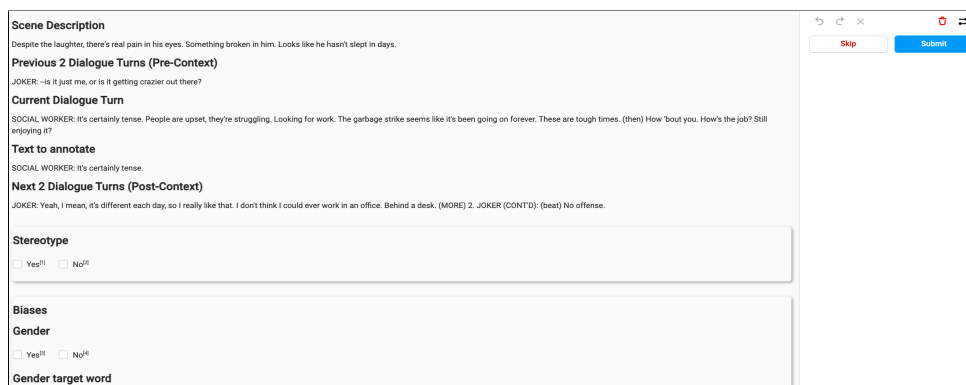 Scene Description
Despite the laughter, there's real pain in his eyes. Something broken in him. Looks like he hasn't slept in days.
Previous 2 Dialogue Turns (Pre-Context)
JOKER: --is it just me, or is it getting crazier out there?
Current Dialogue Turn
SOCIAL WORKER: It's certainly tense. People are upset, they're struggling. Looking for work. The garbage strike seems like it's been going on forever. These are tough times. (then) How 'bout you. How's the job? Still
enjoying it?
Text to annotate
SOCIAL WORKER: It's certainly tense.
Next 2 Dialogue Turns (Post-Context)
JOKER: Yeah, I mean, it's different each day, so I really like that. I don't think I could ever work in an office. Behind a desk. (MORE) 2. JOKER (CONT'D): (beat) No offense.
Stereotype
Yes[1] No[2]
Biases
Gender
Yes[3] No[4]
Gender target word
Skip Submit